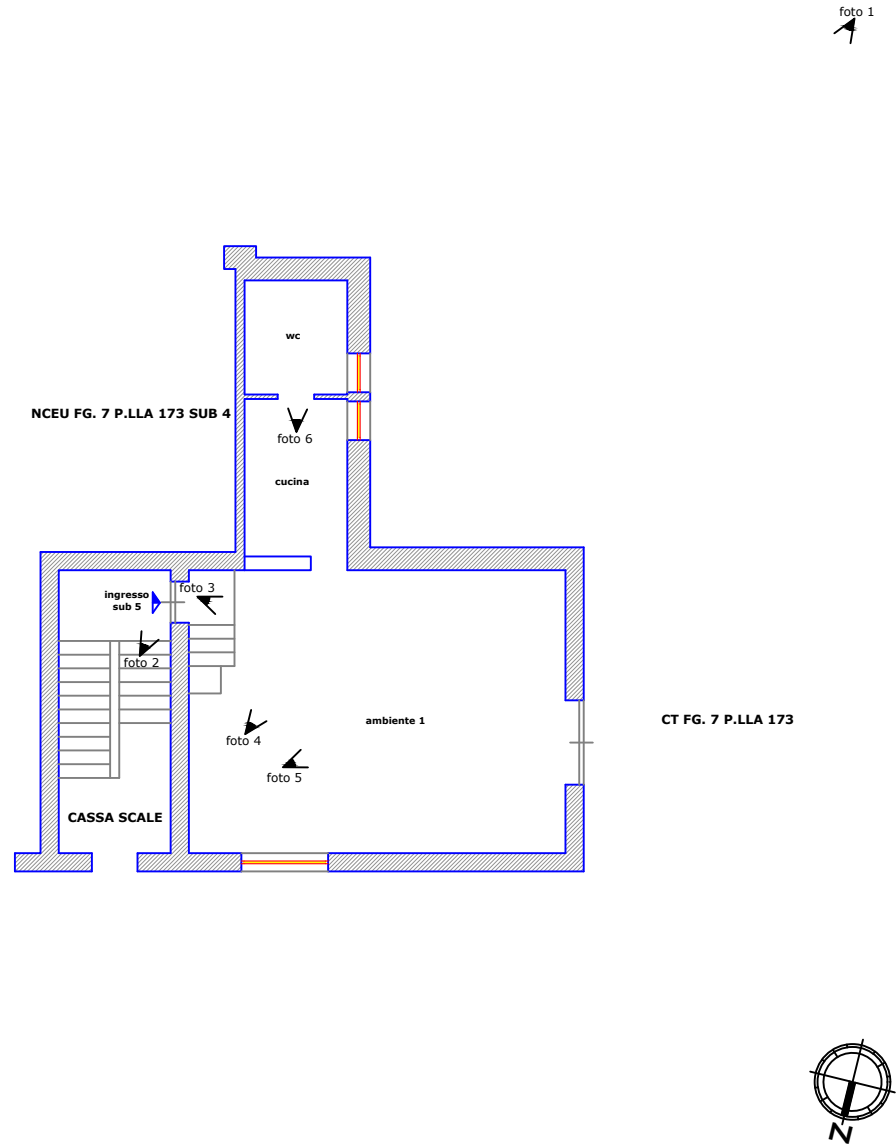 foto 1
wc
NCEU FG. 7 P.LLA 173 SUB 4
foto 6
cucina
foto 3
ingresso
sub 5
foto 2
ambiente 1
CT FG. 7 P.LLA 173
foto 4
foto 5
CASSA SCALE
N